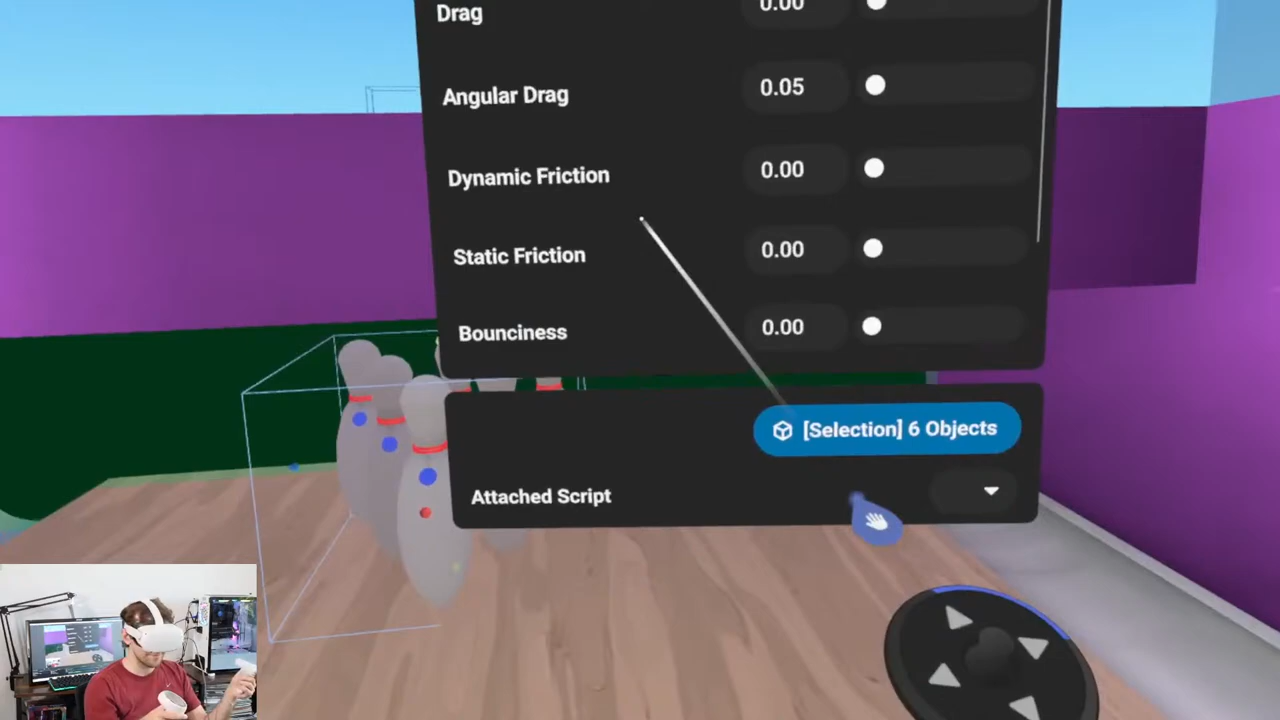 Drag 0.00
Angular Drag 0.05
Dynamic Friction 0.00
Static Friction 0.00
Bounciness 0.00
[Selection] 6 Objects
Attached Script